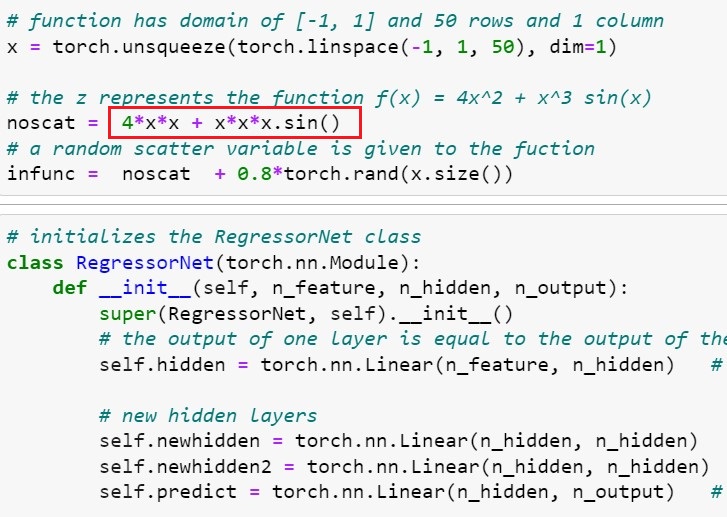 # function has domain of [-1, 1] and 50 rows and 1 column
x = torch.unsqueeze(torch.linspace(-1, 1, 50), dim=1)
# the z represents the function f(x) = 4x^2 + x^3 sin(x)
noscat = 4*x*x + x*x*x.sin()
# a random scatter variable is given to the fuction
infunc =  noscat  + 0.8*torch.rand(x.size())
# initializes the RegressorNet class
class RegressorNet(torch.nn.Module):
    def __init__(self, n_feature, n_hidden, n_output):
        super(RegressorNet, self).__init__()
        # the output of one layer is equal to the output of the
        self.hidden = torch.nn.Linear(n_feature, n_hidden)   #
        # new hidden layers
        self.newhidden = torch.nn.Linear(n_hidden, n_hidden)
        self.newhidden2 = torch.nn.Linear(n_hidden, n_hidden)
        self.predict = torch.nn.Linear(n_hidden, n_output)   #